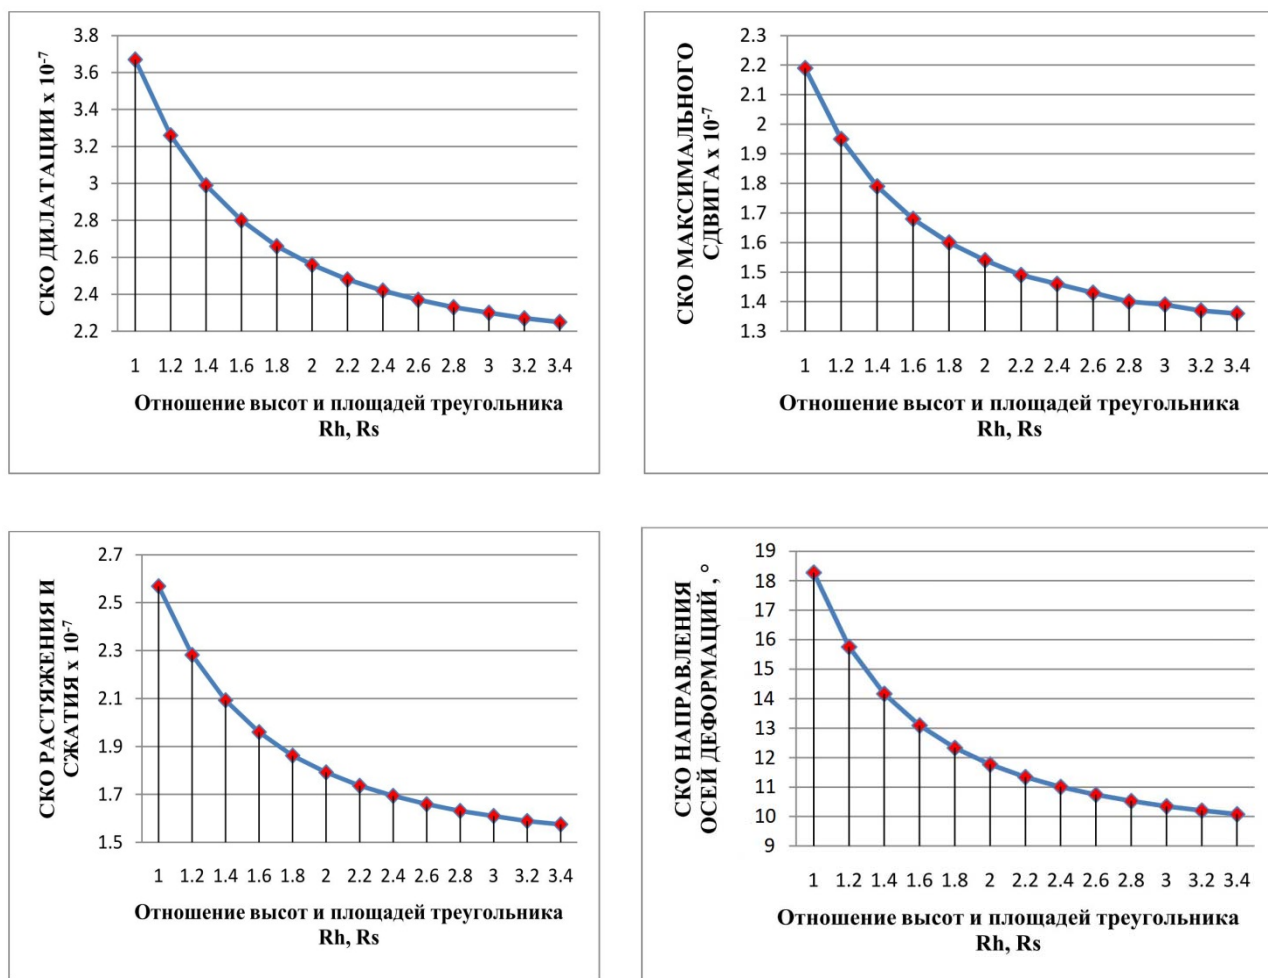 СКО ДИЛАТАЦИИ x 10-7
3.8
3.6
3.4
3.2
3
2.8
2.6
2.4
2.2
1 1.2 1.4 1.6 1.8 2 2.2 2.4 2.6 2.8 3 3.2 3.4
Отношение высот и площадей треугольника
Rh, Rs
СКО МАКСИМАЛЬНОГО
СДВИГА x 10-7
2.3
2.2
2.1
2
1.9
1.8
1.7
1.6
1.5
1.4
1.3
1 1.2 1.4 1.6 1.8 2 2.2 2.4 2.6 2.8 3 3.2 3.4
Отношение высот и площадей треугольника
Rh, Rs
СКО РАСТЯЖЕНИЯ И
СЖАТИЯ x 10-7
2.7
2.5
2.3
2.1
1.9
1.7
1.5
1 1.2 1.4 1.6 1.8 2 2.2 2.4 2.6 2.8 3 3.2 3.4
Отношение высот и площадей треугольника
Rh, Rs
СКО НАПРАВЛЕНИЯ
ОСЕЙ ДЕФОРМАЦИЙ , °
19
18
17
16
15
14
13
12
11
10
9
1 1.2 1.4 1.6 1.8 2 2.2 2.4 2.6 2.8 3 3.2 3.4
Отношение высот и площадей треугольника
Rh, Rs